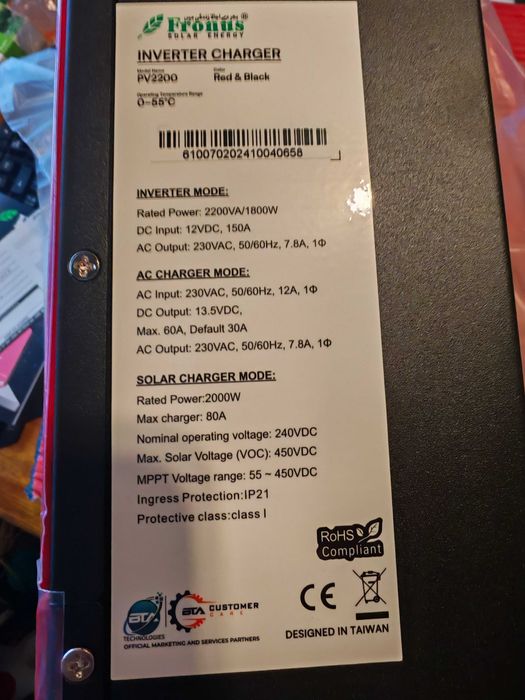 Fronus
SOLAR ENERGY
INVERTER CHARGER
Model Name Color
PV2200 Red & Black
Operating Temperature Range
0~55°C
610070202410040658
INVERTER MODE:
Rated Power: 2200VA/1800W
DC Input: 12VDC, 150A
AC Output: 230VAC, 50/60Hz, 7.8A, 1Φ
AC CHARGER MODE:
AC Input: 230VAC, 50/60Hz, 12A, 1Φ
DC Output: 13.5VDC,
Max. 60A, Default 30A
AC Output: 230VAC, 50/60Hz, 7.8A, 1Φ
SOLAR CHARGER MODE:
Rated Power:2000W
Max charger: 80A
Nominal operating voltage: 240VDC
Max. Solar Voltage (VOC): 450VDC
MPPT Voltage range: 55 ~ 450VDC
Ingress Protection:IP21
Protective class:class I
RoHS
Compliant
CE
BTA
TECHNOLOGIES
BTA CUSTOMER
CARE
OFFICIAL MARKETING AND SERVICES PARTNERS
DESIGNED IN TAIWAN